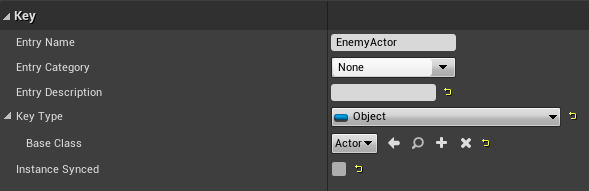 Key
Entry Name EnemyActor
Entry Category None
Entry Description
Key Type Object
Base Class Actor
Instance Synced